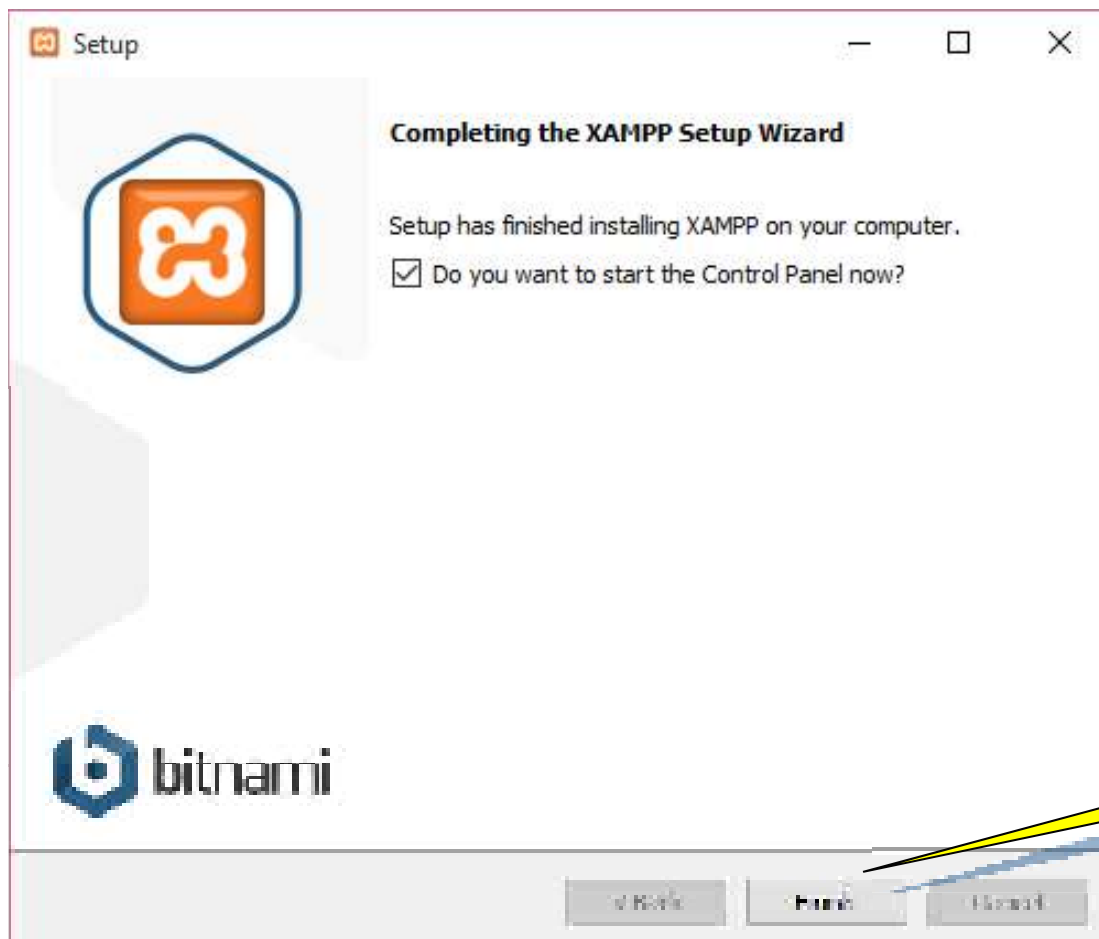 Setup
Completing the XAMPP Setup Wizard
Setup has finished installing XAMPP on your computer.
Do you want to start the Control Panel now?
bitnami